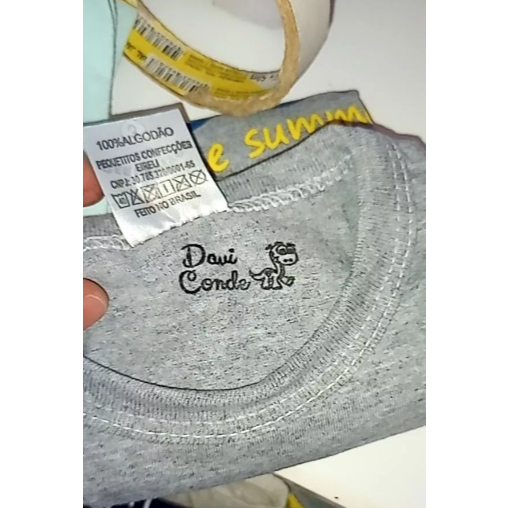 e summ
100%ALGODÃO
PEQUETITOS CONFECÇÕES
EIRELI
FEITO NO BRASIL
Davi
Conde